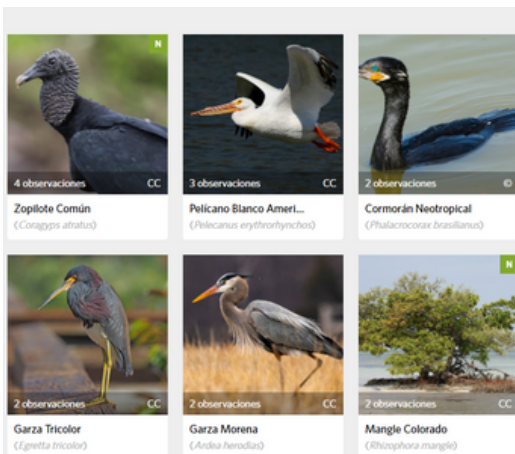 N
4 observaciones CC
3 observaciones CC
2 observaciones ©
Zopilote Común
(Coragyps atratus)
Pelícano Blanco Ameri...
(Pelecanus erythrorhynchos)
Cormorán Neotropical
(Phalacrocorax brasilianus)
N
2 observaciones CC
2 observaciones CC
2 observaciones CC
Garza Tricolor
(Egretta tricolor)
Garza Morena
(Ardea herodias)
Mangle Colorado
(Rhizophora mangle)